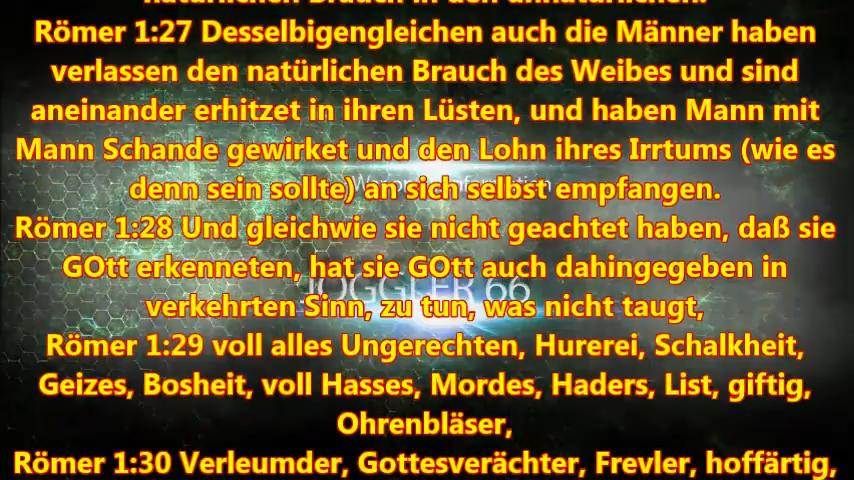 natürlichen Brauch in den unnatürlichen.
Römer 1:27 Desselbigengleichen auch die Männer haben
verlassen den natürlichen Brauch des Weibes und sind
aneinander erhitzet in ihren Lüsten, und haben Mann mit
Mann Schande gewirket und den Lohn ihres Irrtums (wie es
denn sein sollte) an sich selbst empfangen.
Römer 1:28 Und gleichwie sie nicht geachtet haben, daß sie
GOtt erkenneten, hat sie GOtt auch dahingegeben in
JOGGLER 66
verkehrten Sinn, zu tun, was nicht taugt,
Römer 1:29 voll alles Ungerechten, Hurerei, Schalkheit,
Geizes, Bosheit, voll Hasses, Mordes, Haders, List, giftig,
Ohrenbläser,
Römer 1:30 Verleumder, Gottesverächter, Frevler, hoffärtig,